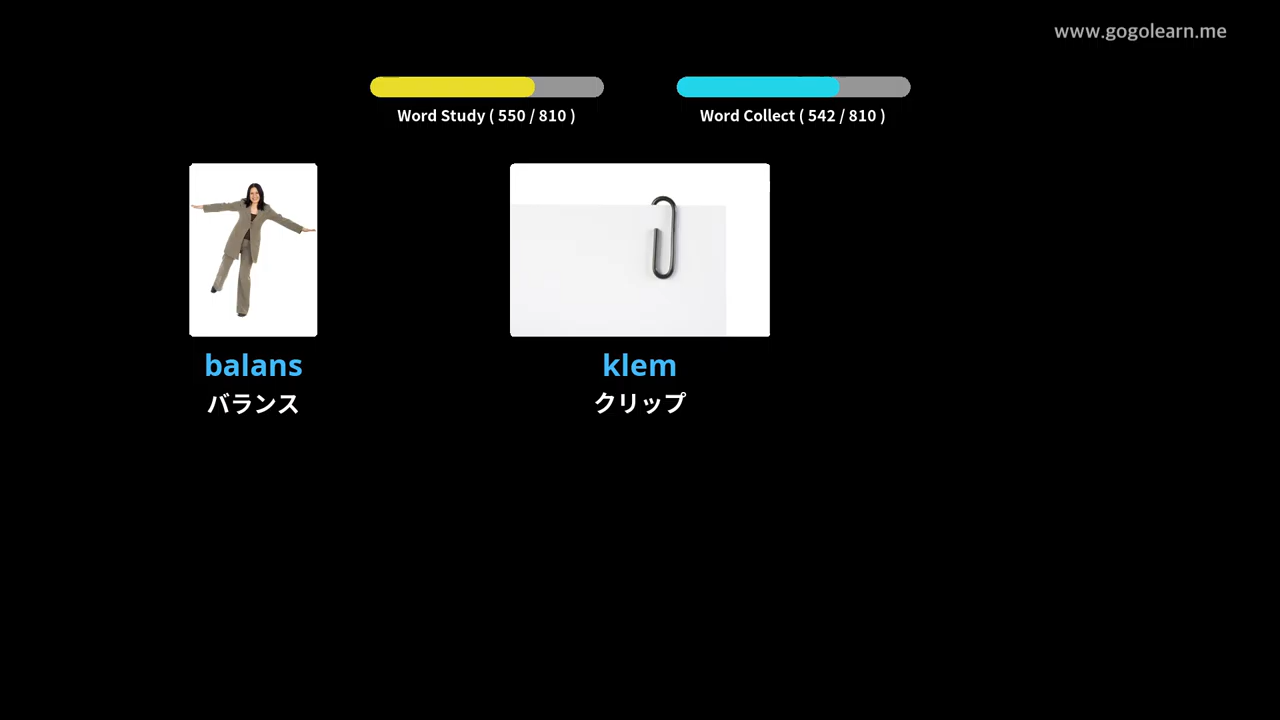 www.gogolearn.me
Word Study ( 550 / 810 )
Word Collect ( 542 / 810 )
balans
バランス
klem
クリップ